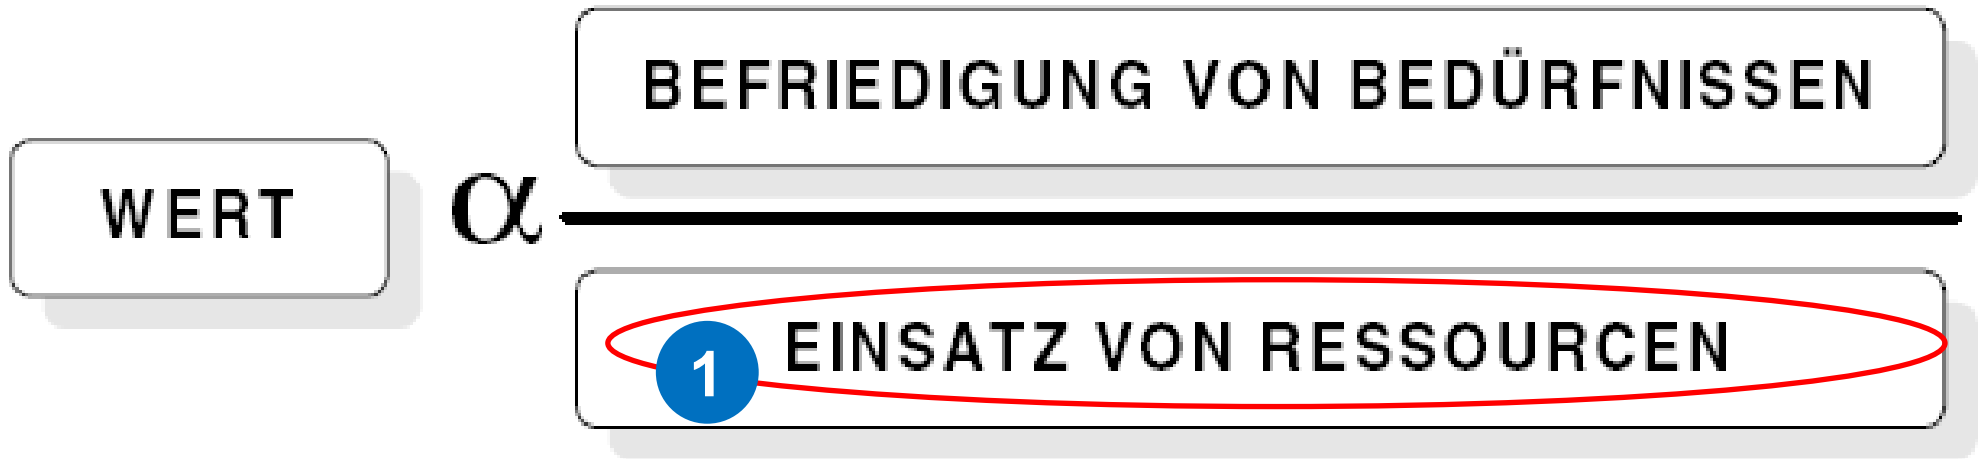 BEFRIEDIGUNG VON BEDÜRFNISSEN
WERT α
1 EINSATZ VON RESSOURCEN